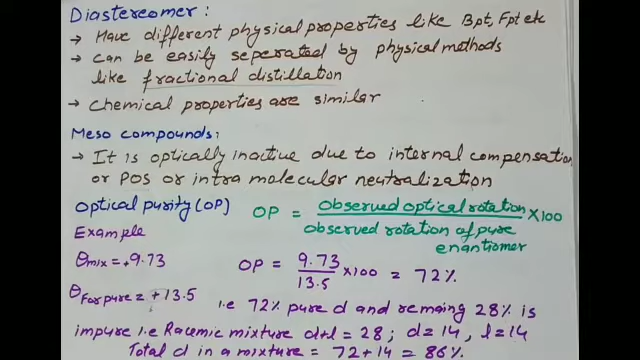 Diastereomer :
→ Have different physical properties like Bpt, Fpt etc
→ Can be easily seperated by physical methods
like fractional distillation
→ Chemical properties are similar
Meso compounds:
→ It is optically inactive due to internal compensation
or POS or intra molecular neutralization
Optical purity (OP) OP = Observed optical rotation / observed rotation of pure enantiomer ×100
Example
θmix = +9.73 OP = 9.73 / 13.5 ×100 = 72%
θFor pure = +13.5
i.e 72% pure d and remaing 28% is
impure i.e Racemic mixture d+l = 28; d=14, l=14
Total d in a mixture = 72+14 = 86%